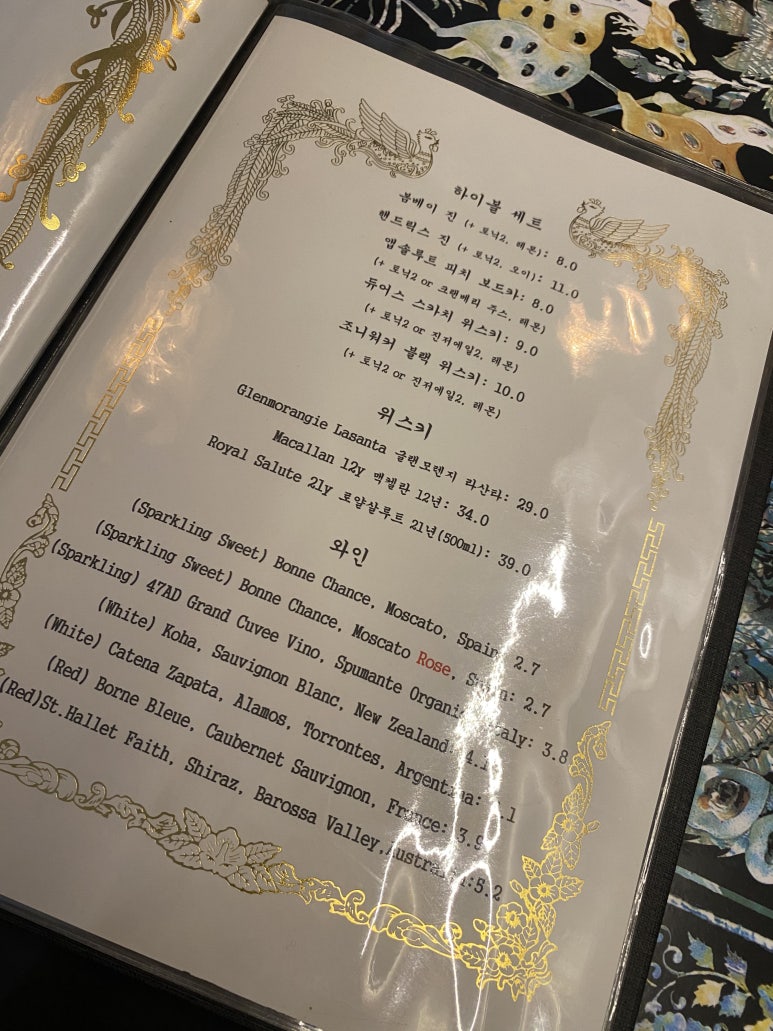 하이볼 세트
봄베이 진 (+ 토닉2, 레몬): 8.0
핸드릭스 진 (+ 토닉2, 오이): 11.0
앱솔루트 피치 보드카: 8.0
(+ 토닉2 or 크랜베리 주스, 레몬)
듀어스 스카치 위스키: 9.0
(+ 토닉2 or 진저에일2, 레몬)
조니워커 블랙 위스키: 10.0
(+ 토닉2 or 진저에일2, 레몬)
위스키
Glenmorangie Lasanta 글랜모렌지 라산타: 29.0
Macallan 12y 맥켈란 12년: 34.0
Royal Salute 21y 로얄살루트 21년(500ml): 39.0
와인
(Sparkling Sweet) Bonne Chance, Moscato, Spain: 2.7
(Sparkling Sweet) Bonne Chance, Moscato Rose, Spain: 2.7
(Sparkling) 47AD Grand Cuvee Vino, Spumante Organic, Italy: 3.8
(White) Koha, Sauvignon Blanc, New Zealand:
(White) Catena Zapata, Alamos, Torrontes, Argentina:
(Red) Borne Bleue, Caubernet Sauvignon, France: 3.9
(Red)St.Hallet Faith, Shiraz, Barossa Valley,Australia:5.2